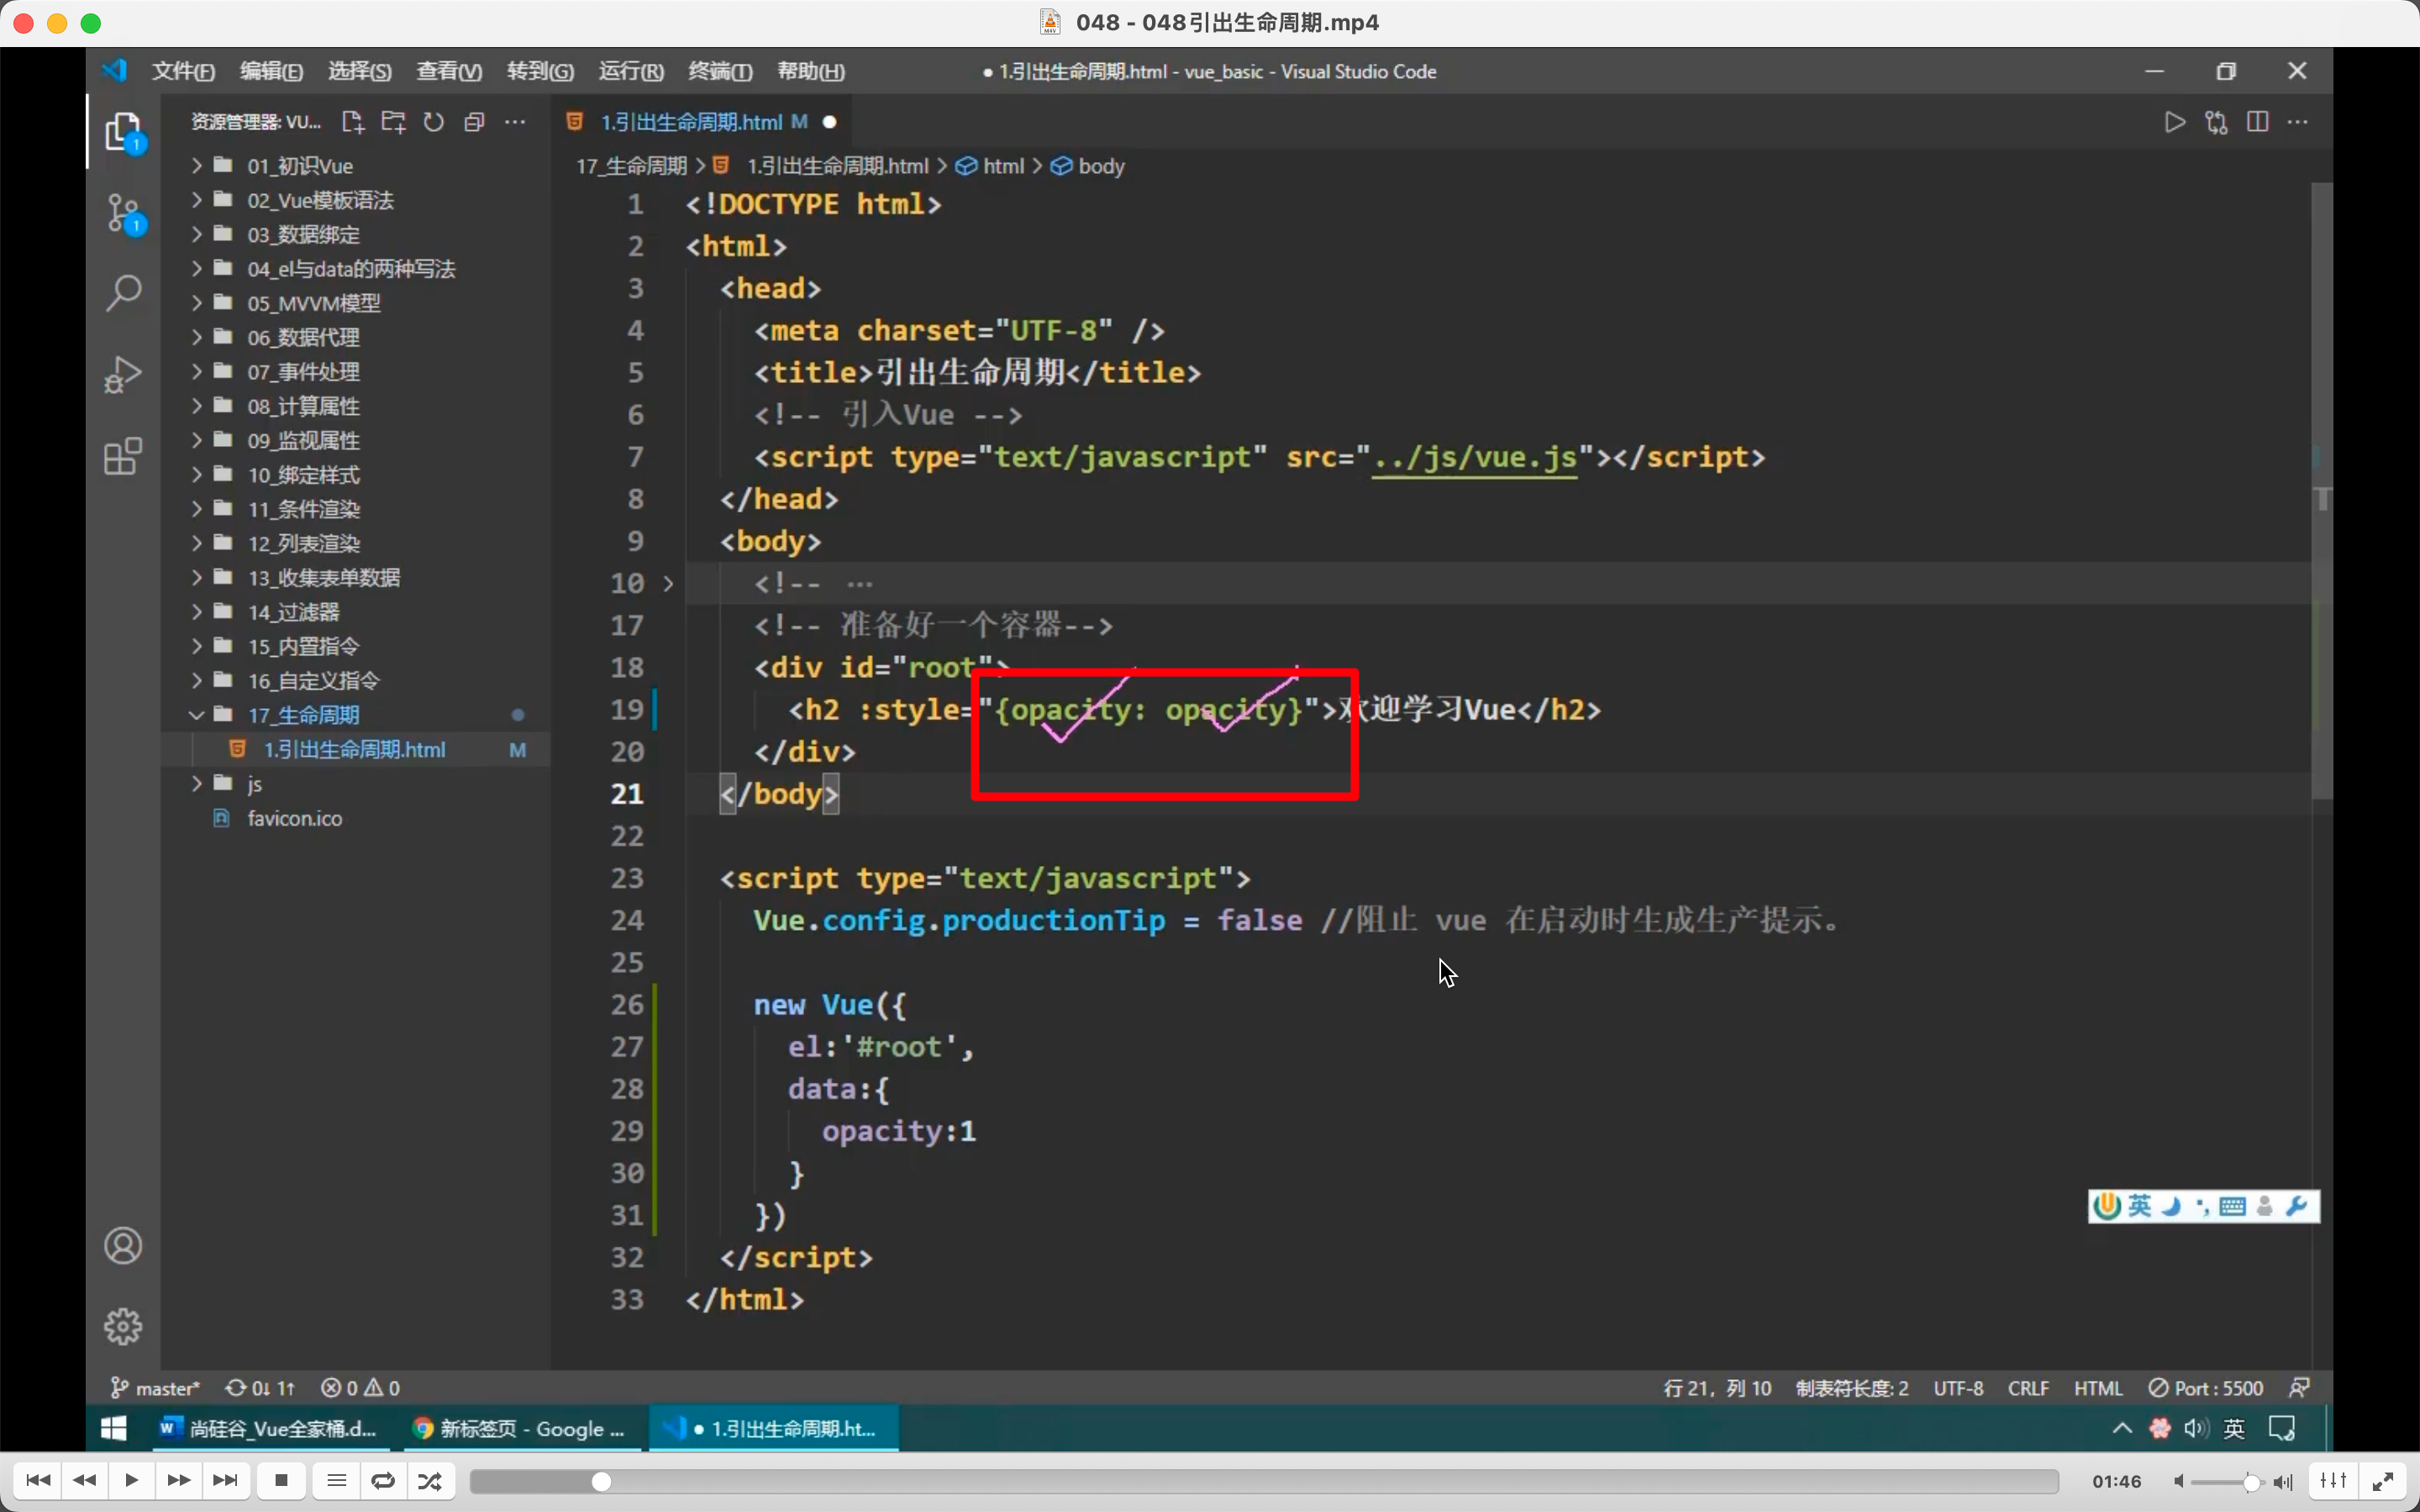 048 - 048引出生命周期.mp4
文件(F) 编辑(E) 选择(S) 查看(V) 转到(G) 运行(R) 终端(T) 帮助(H)
● 1.引出生命周期.html - vue_basic - Visual Studio Code
资源管理器: VU...
1.引出生命周期.html M ●
17_生命周期 > 1.引出生命周期.html > html > body
01_初识Vue
02_Vue模板语法
03_数据绑定
04_el与data的两种写法
05_MVVM模型
06_数据代理
07_事件处理
08_计算属性
09_监视属性
10_绑定样式
11_条件渲染
12_列表渲染
13_收集表单数据
14_过滤器
15_内置指令
16_自定义指令
17_生命周期
1.引出生命周期.html M
js
favicon.ico
1
1
1 <!DOCTYPE html>
2 <html>
3 <head>
4 <meta charset="UTF-8" />
5 <title>引出生命周期</title>
6 <!-- 引入Vue -->
7 <script type="text/javascript" src="../js/vue.js"></script>
8 </head>
9 <body>
10 <!-- ⋯
17 <!-- 准备好一个容器-->
18 <div id="root">
19 <h2 :style="{opacity: opacity}">欢迎学习Vue</h2>
20 </div>
21 </body>
22
23 <script type="text/javascript">
24 Vue.config.productionTip = false //阻止 vue 在启动时生成生产提示。
25
26 new Vue({
27 el:'#root',
28 data:{
29 opacity:1
30 }
31 })
32 </script>
33 </html>
英
master* 0↓ 1↑ 0 0
行 21，列 10 制表符长度: 2 UTF-8 CRLF HTML Port : 5500
尚硅谷_Vue全家桶.d... 新标签页 - Google ... ● 1.引出生命周期.ht... 英
01:46